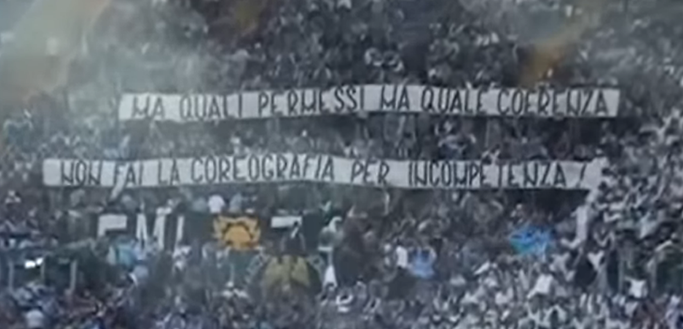 MA QUALI PERMESSI MA QUALE COERENZA
NON FAI LA COREOGRAFIA PER INCOMPETENZA!